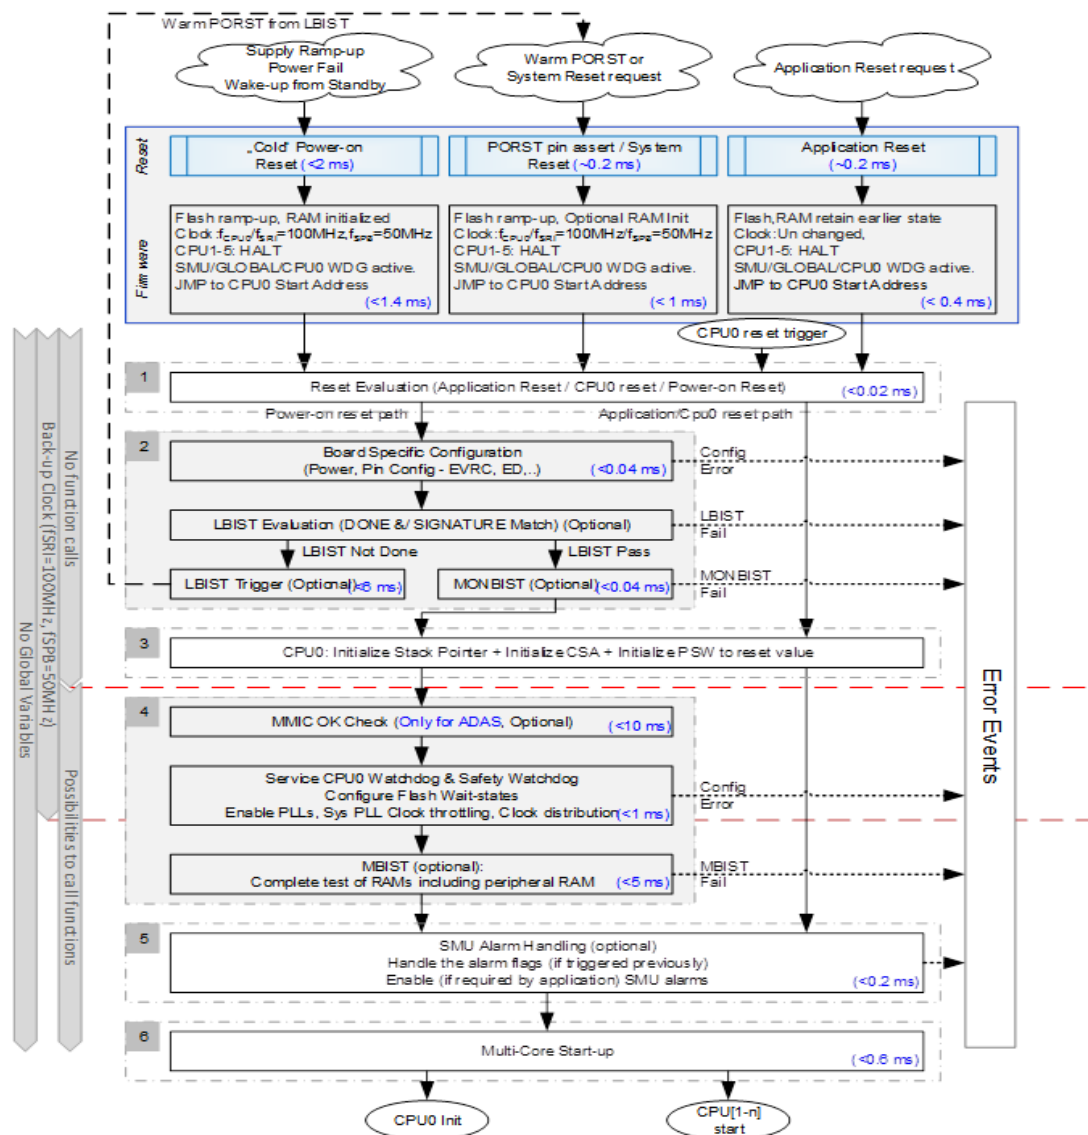 Warm PORST from LBIST
Supply Ramp-up
Power Fail
Wake-up from Standby
Warm PORST or
System Reset request
Application Reset request
Reset
„Cold' Power-on
Reset (<2 ms)
PORST pin assert / System
Reset (~0.2 ms)
Application Reset
(~0.2 ms)
Firmware
Flash ramp-up, RAM initialized
Clock:fCPU0/fSRI=100MHz,fSPB=50MHz
CPU1-5: HALT
SMU/GLOBAL/CPU0 WDG active.
JMP to CPU0 Start Address
(<1.4 ms)
Flash ramp-up, Optional RAM Init
Clock:fCPU0/fSRI=100MHz/fSPB=50MHz
CPU1-5: HALT
SMU/GLOBAL/CPU0 WDG active.
JMP to CPU0 Start Address
(< 1 ms)
Flash,RAM retain earlier state
Clock:Un changed,
CPU1-5: HALT
SMU/GLOBAL/CPU0 WDG active.
JMP to CPU0 Start Address
(< 0.4 ms)
CPU0 reset trigger
1
Reset Evaluation (Application Reset / CPU0 reset / Power-on Reset)
(<0.02 ms)
Power-on reset path
Application/Cpu0 reset path
2
Board Specific Configuration
(Power, Pin Config - EVRC, ED,..)
(<0.04 ms)
Config
Error
LBIST Evaluation (DONE &/ SIGNATURE Match) (Optional)
LBIST
Fail
LBIST Not Done
LBIST Pass
LBIST Trigger (Optional)
(<6 ms)
MONBIST (Optional)
(<0.04 ms)
MONBIST
Fail
3
CPU0: Initialize Stack Pointer + Initialize CSA + Initialize PSW to reset value
4
MMIC OK Check (Only for ADAS, Optional)
(<10 ms)
Service CPU0 Watchdog & Safety Watchdog
Configure Flash Wait-states
Enable PLLs, Sys PLL Clock throttling, Clock distribution
(<1 ms)
Config
Error
MBIST (optional):
Complete test of RAMs including peripheral RAM
(<5 ms)
MBIST
Fail
5
SMU Alarm Handling (optional)
Handle the alarm flags (if triggered previously)
Enable (if required by application) SMU alarms
(<0.2 ms)
6
Multi-Core Start-up
(<0.6 ms)
CPU0 Init
CPU[1-n]
start
Error Events
No Global Variables
Back-up Clock (fSRI=100MHz, fSPB=50MHz)
No function calls
Possibilities to call functions